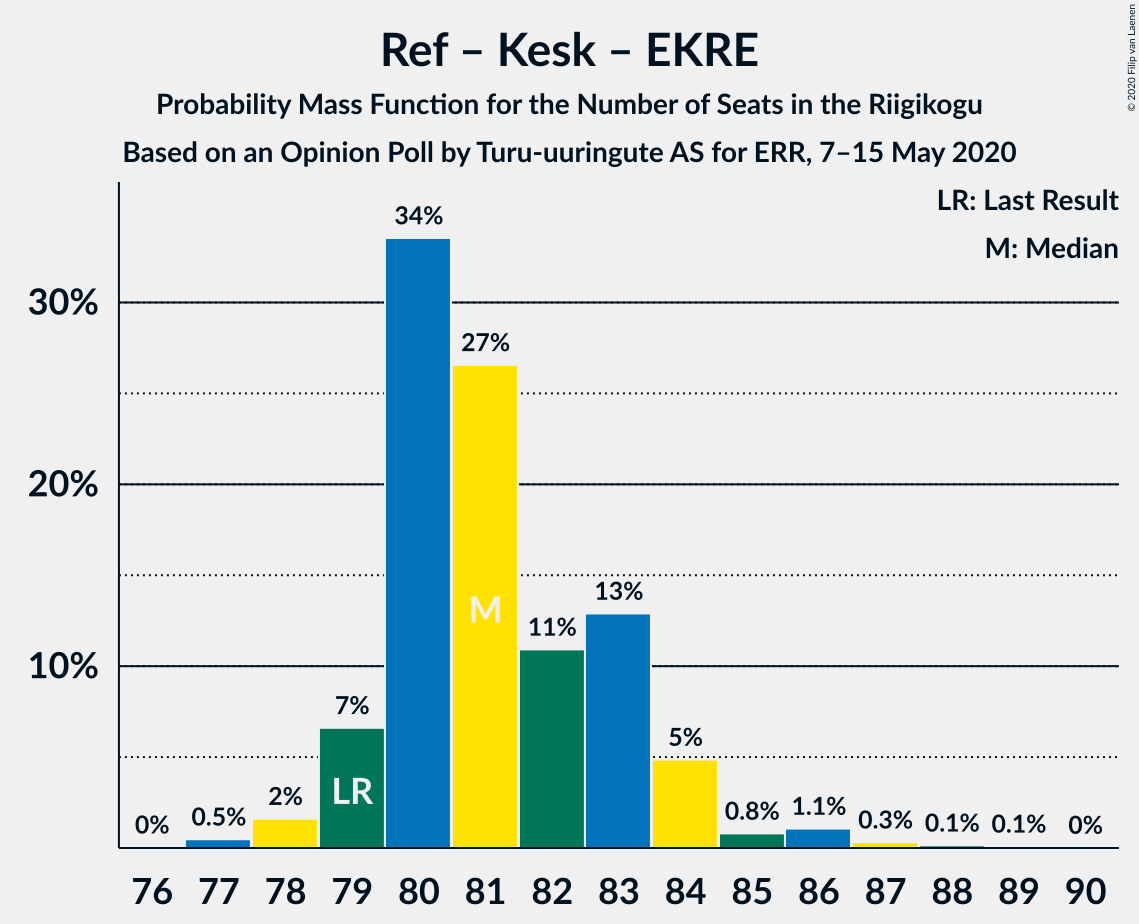 © 2020 Filip van Laenen
Ref – Kesk – EKRE
Probability Mass Function for the Number of Seats in the Riigikogu
Based on an Opinion Poll by Turu-uuringute AS for ERR, 7–15 May 2020
LR: Last Result
M: Median
34%
30%
27%
20%
13%
M
11%
10%
7%
5%
LR
2%
0%
0.5%
0.8%
1.1%
0.3%
0.1%
0.1%
0%
76 77 78 79 80 81 82 83 84 85 86 87 88 89 90